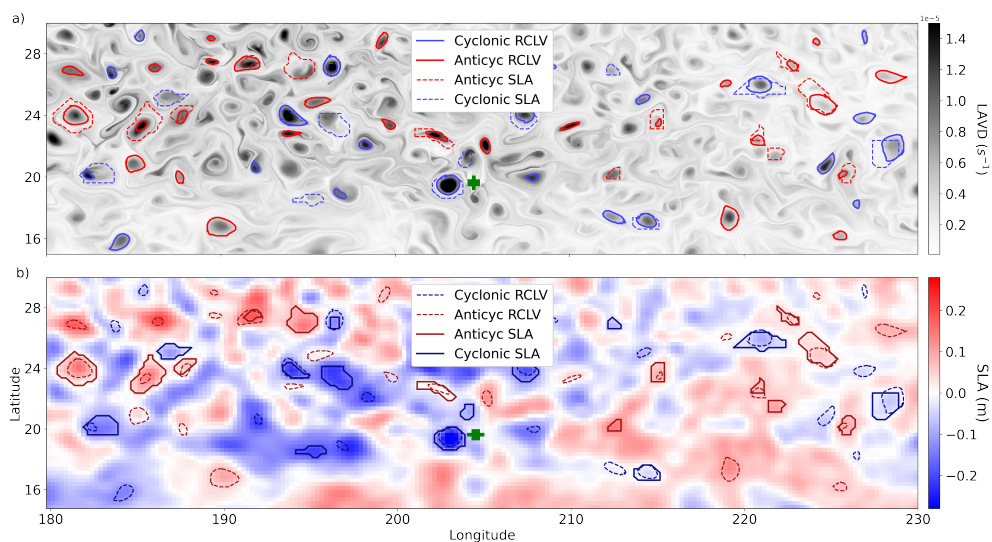 a)
1e−5
28
24
20
16
Cyclonic RCLV
Anticyc RCLV
Anticyc SLA
Cyclonic SLA
1.4
1.2
1.0
0.8
0.6
0.4
0.2
LAVD (s⁻¹)
b)
28
24
20
16
Latitude
Cyclonic RCLV
Anticyc RCLV
Anticyc SLA
Cyclonic SLA
0.2
0.1
0.0
−0.1
−0.2
SLA (m)
180
190
200
210
220
230
Longitude